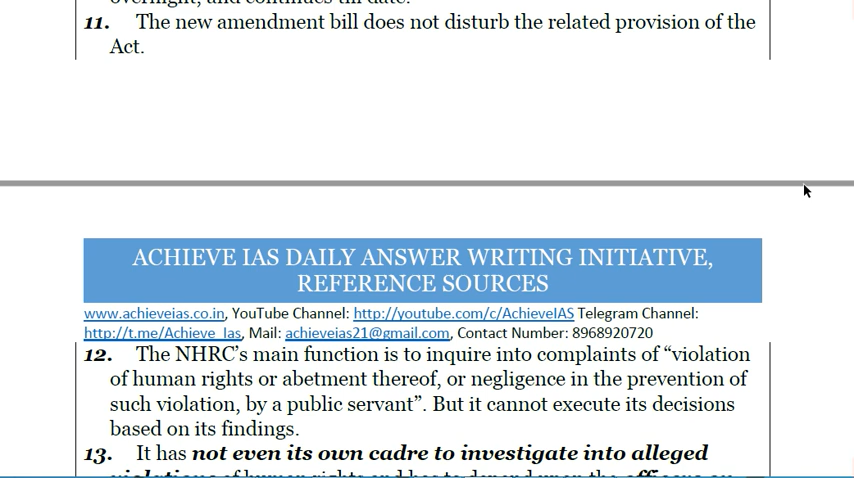 11. The new amendment bill does not disturb the related provision of the
Act.
ACHIEVE IAS DAILY ANSWER WRITING INITIATIVE,
REFERENCE SOURCES
www.achieveias.co.in, YouTube Channel: http://youtube.com/c/AchieveIAS Telegram Channel:
http://t.me/Achieve_Ias, Mail: achieveias21@gmail.com, Contact Number: 8968920720
12. The NHRC’s main function is to inquire into complaints of “violation
of human rights or abetment thereof, or negligence in the prevention of
such violation, by a public servant”. But it cannot execute its decisions
based on its findings.
13. It has not even its own cadre to investigate into alleged